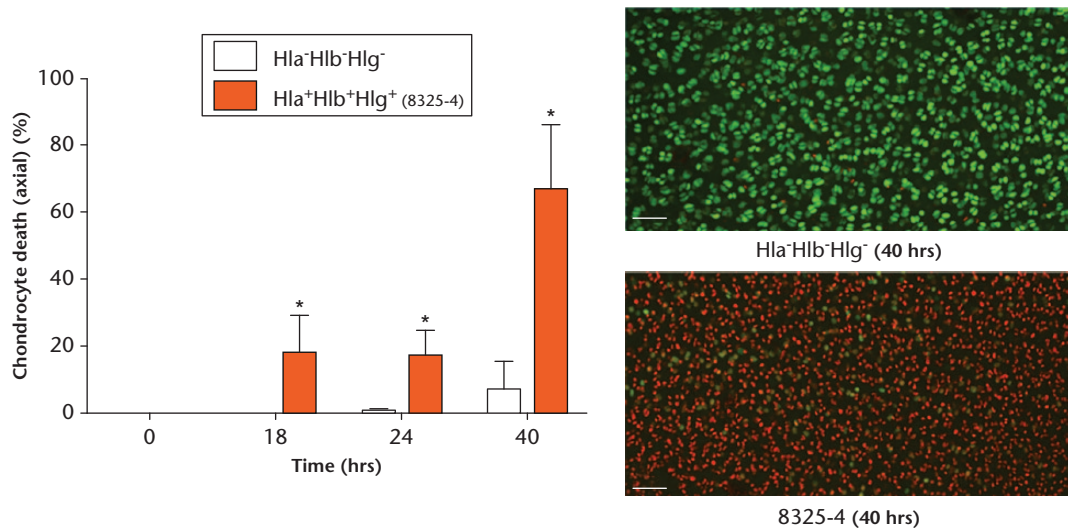 Hla⁻Hlb⁻Hlg⁻
Hla⁺Hlb⁺Hlg⁺ (8325-4)
100
80
60
40
20
0
Chondrocyte death (axial) (%)
*
*
*
0
18
24
40
Time (hrs)
Hla⁻Hlb⁻Hlg⁻ (40 hrs)
8325-4 (40 hrs)